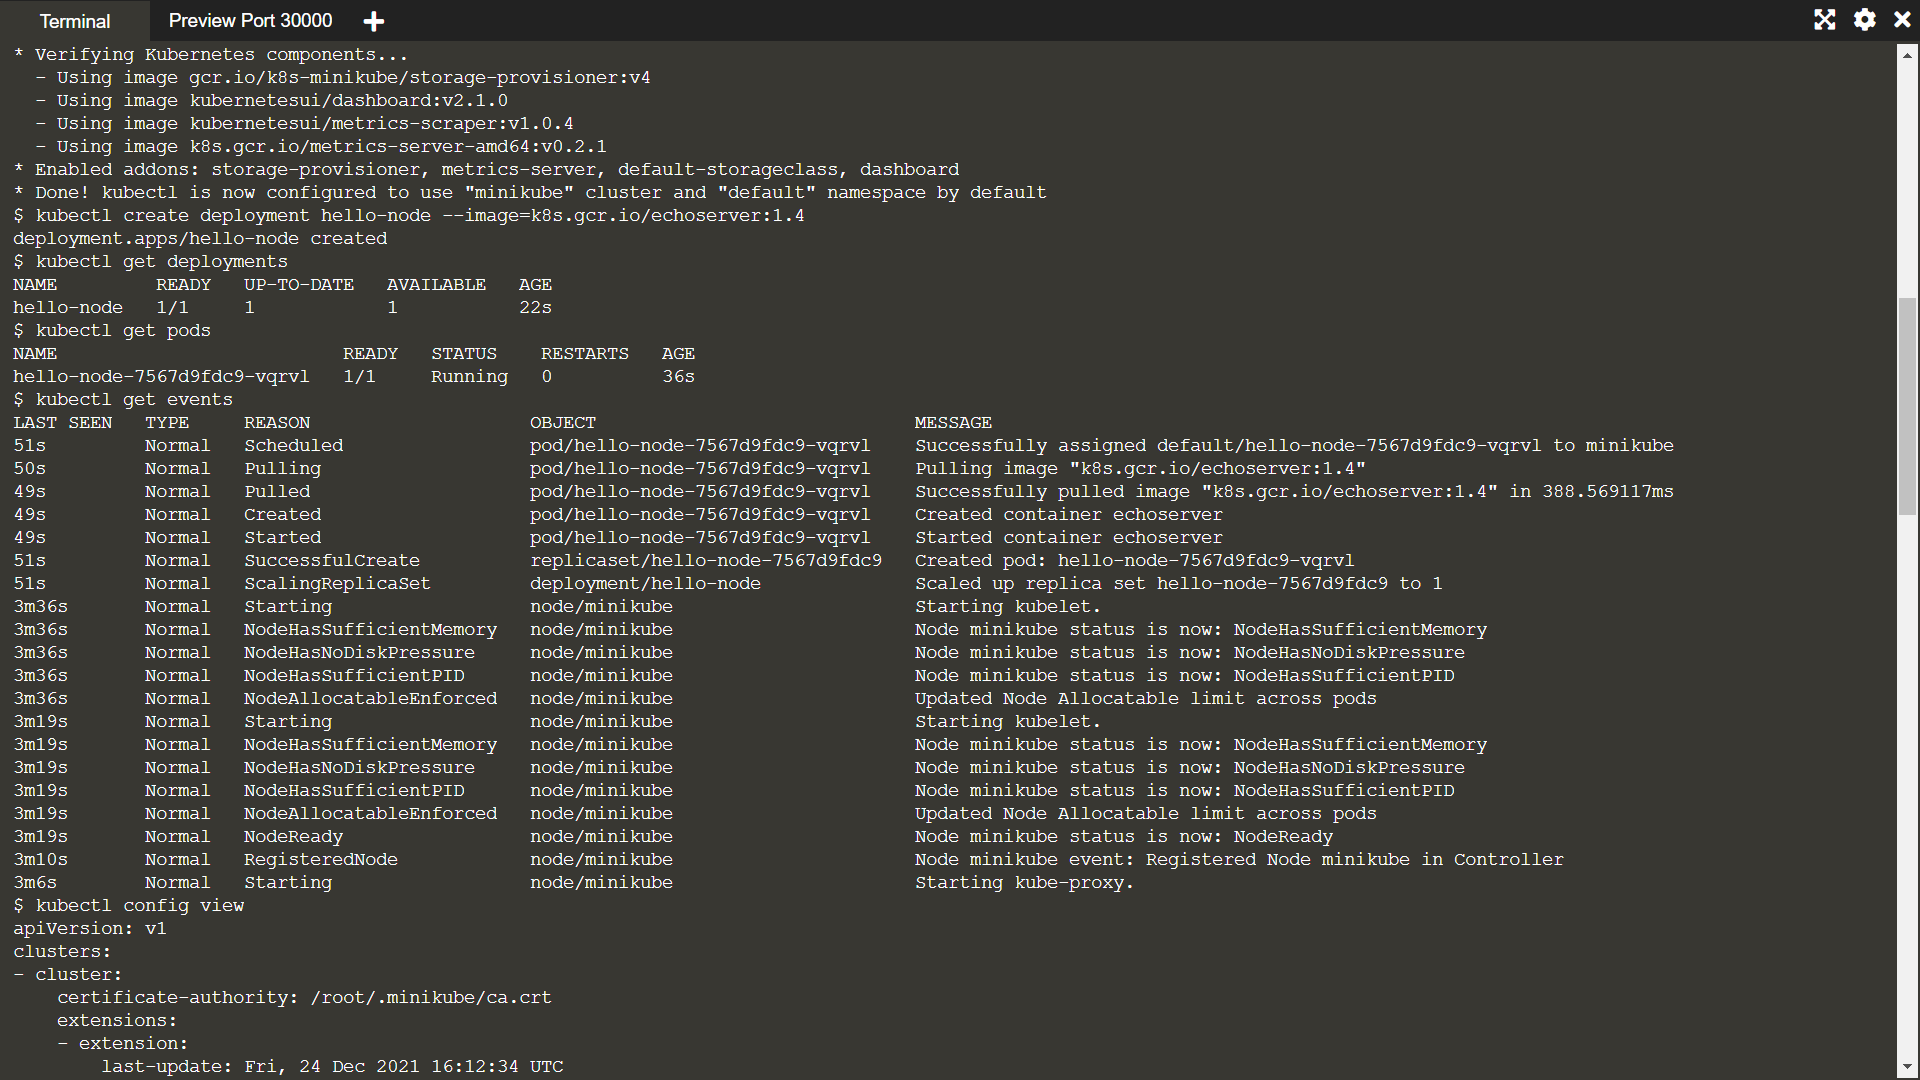 Terminal
Preview Port 30000
* Verifying Kubernetes components...
  - Using image gcr.io/k8s-minikube/storage-provisioner:v4
  - Using image kubernetesui/dashboard:v2.1.0
  - Using image kubernetesui/metrics-scraper:v1.0.4
  - Using image k8s.gcr.io/metrics-server-amd64:v0.2.1
* Enabled addons: storage-provisioner, metrics-server, default-storageclass, dashboard
* Done! kubectl is now configured to use "minikube" cluster and "default" namespace by default
$ kubectl create deployment hello-node --image=k8s.gcr.io/echoserver:1.4
deployment.apps/hello-node created
$ kubectl get deployments
NAME         READY   UP-TO-DATE   AVAILABLE   AGE
hello-node   1/1     1            1           22s
$ kubectl get pods
NAME                          READY   STATUS    RESTARTS   AGE
hello-node-7567d9fdc9-vqrvl   1/1     Running   0          36s
$ kubectl get events
LAST SEEN   TYPE     REASON                    OBJECT                             MESSAGE
51s         Normal   Scheduled                 pod/hello-node-7567d9fdc9-vqrvl    Successfully assigned default/hello-node-7567d9fdc9-vqrvl to minikube
50s         Normal   Pulling                   pod/hello-node-7567d9fdc9-vqrvl    Pulling image "k8s.gcr.io/echoserver:1.4"
49s         Normal   Pulled                    pod/hello-node-7567d9fdc9-vqrvl    Successfully pulled image "k8s.gcr.io/echoserver:1.4" in 388.569117ms
49s         Normal   Created                   pod/hello-node-7567d9fdc9-vqrvl    Created container echoserver
49s         Normal   Started                   pod/hello-node-7567d9fdc9-vqrvl    Started container echoserver
51s         Normal   SuccessfulCreate          replicaset/hello-node-7567d9fdc9   Created pod: hello-node-7567d9fdc9-vqrvl
51s         Normal   ScalingReplicaSet         deployment/hello-node              Scaled up replica set hello-node-7567d9fdc9 to 1
3m36s       Normal   Starting                  node/minikube                      Starting kubelet.
3m36s       Normal   NodeHasSufficientMemory   node/minikube                      Node minikube status is now: NodeHasSufficientMemory
3m36s       Normal   NodeHasNoDiskPressure     node/minikube                      Node minikube status is now: NodeHasNoDiskPressure
3m36s       Normal   NodeHasSufficientPID      node/minikube                      Node minikube status is now: NodeHasSufficientPID
3m36s       Normal   NodeAllocatableEnforced   node/minikube                      Updated Node Allocatable limit across pods
3m19s       Normal   Starting                  node/minikube                      Starting kubelet.
3m19s       Normal   NodeHasSufficientMemory   node/minikube                      Node minikube status is now: NodeHasSufficientMemory
3m19s       Normal   NodeHasNoDiskPressure     node/minikube                      Node minikube status is now: NodeHasNoDiskPressure
3m19s       Normal   NodeHasSufficientPID      node/minikube                      Node minikube status is now: NodeHasSufficientPID
3m19s       Normal   NodeAllocatableEnforced   node/minikube                      Updated Node Allocatable limit across pods
3m19s       Normal   NodeReady                 node/minikube                      Node minikube status is now: NodeReady
3m10s       Normal   RegisteredNode            node/minikube                      Node minikube event: Registered Node minikube in Controller
3m6s        Normal   Starting                  node/minikube                      Starting kube-proxy.
$ kubectl config view
apiVersion: v1
clusters:
- cluster:
    certificate-authority: /root/.minikube/ca.crt
    extensions:
    - extension:
        last-update: Fri, 24 Dec 2021 16:12:34 UTC